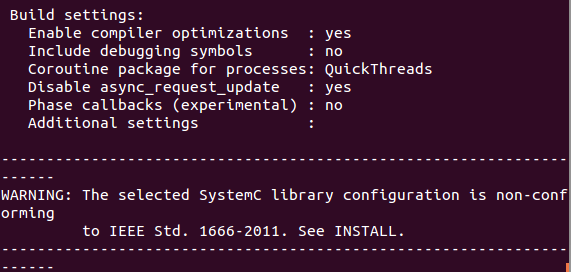 Build settings:
Enable compiler optimizations  : yes
Include debugging symbols      : no
Coroutine package for processes: QuickThreads
Disable async_request_update   : yes
Phase callbacks (experimental) : no
Additional settings            :
---------------------------------------------------------------
------
WARNING: The selected SystemC library configuration is non-conf
orming
to IEEE Std. 1666-2011. See INSTALL.
---------------------------------------------------------------
------